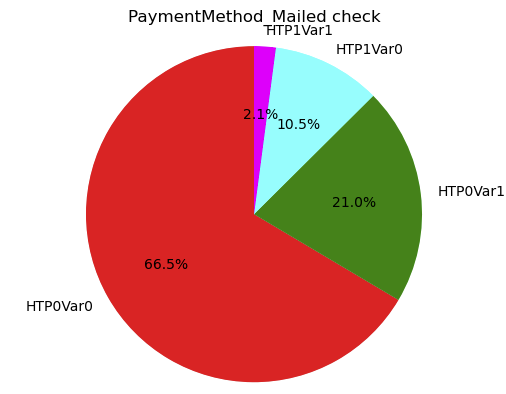 PaymentMethod_Mailed check
HTP1Var1
HTP1Var0
2.1%
10.5%
HTP0Var1
21.0%
66.5%
HTP0Var0